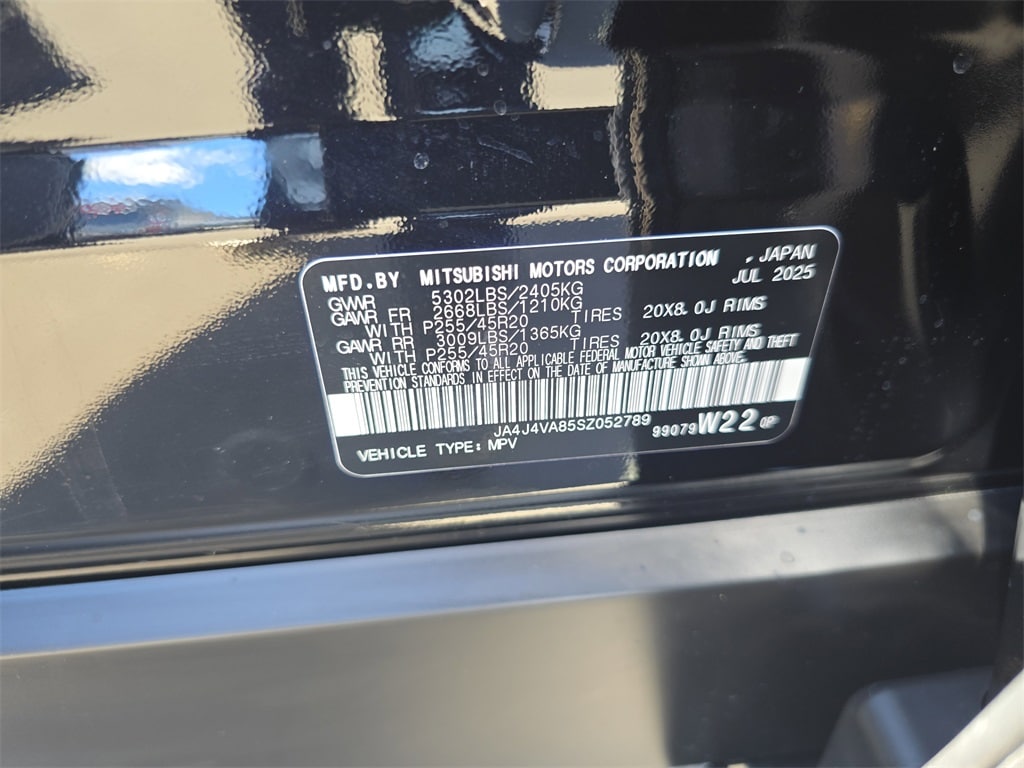 MFD.BY MITSUBISHI MOTORS CORPORATION , JAPAN
JUL 2025
GVWR 5302LBS/2405KG
GAWR FR 2668LBS/1210KG
WITH P255/45R20 TIRES 20X8.0J RIMS
GAWR RR 3009LBS/1365KG
WITH P255/45R20 TIRES 20X8.0J RIMS
THIS VEHICLE CONFORMS TO ALL APPLICABLE FEDERAL MOTOR VEHICLE SAFETY AND THEFT
PREVENTION STANDARDS IN EFFECT ON THE DATE OF MANUFACTURE SHOWN ABOVE.
JA4J4VA85SZ052789
VEHICLE TYPE: MPV 99079W22